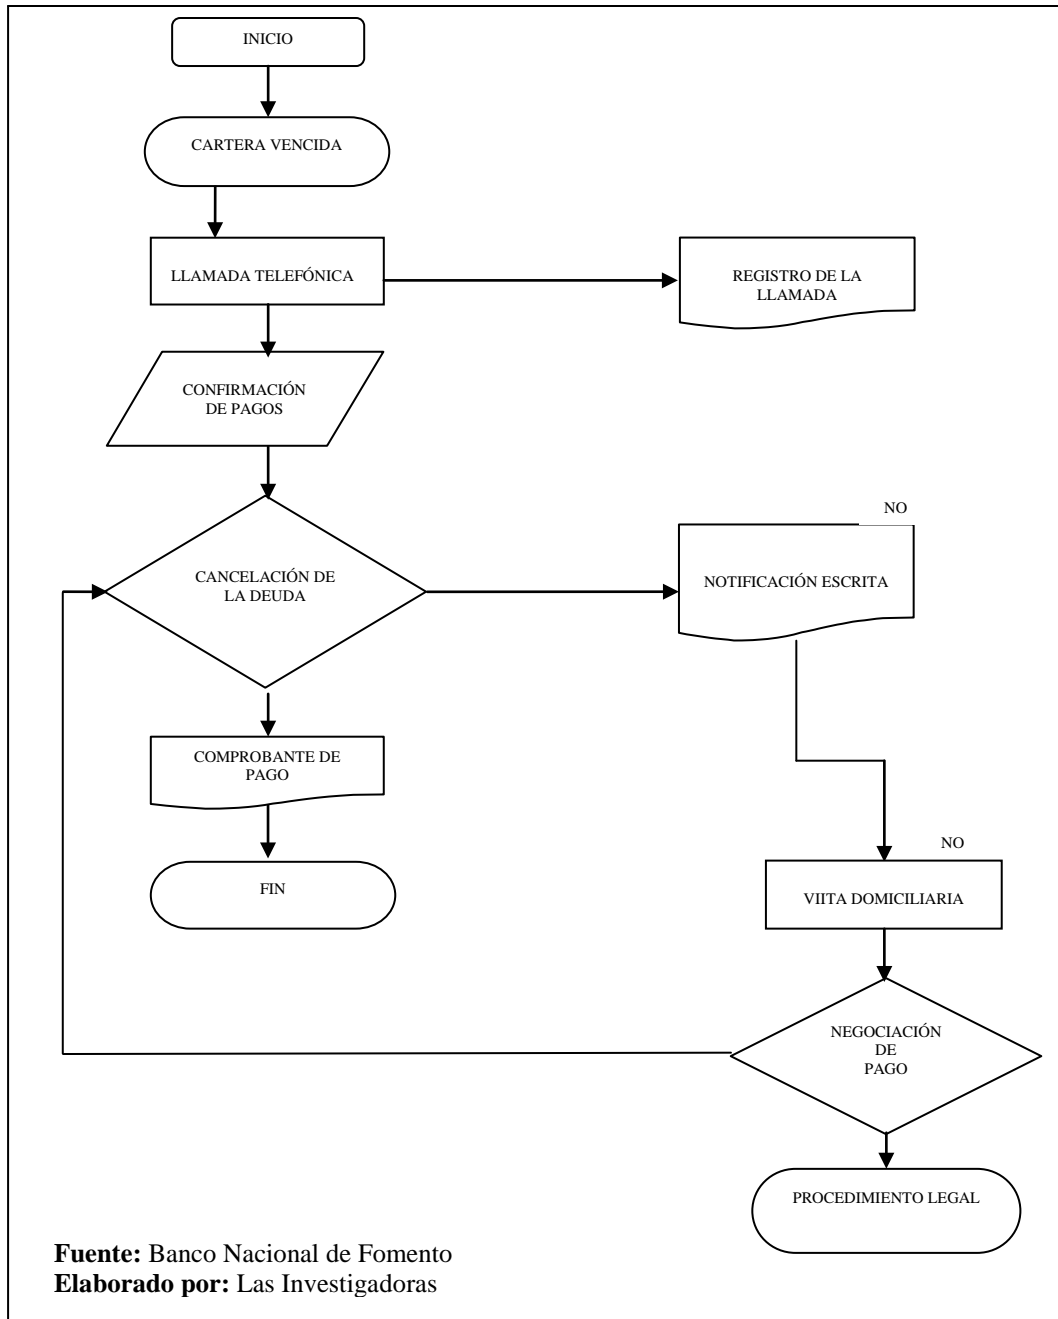 INICIO
CARTERA VENCIDA
LLAMADA TELEFÓNICA
REGISTRO DE LA
LLAMADA
CONFIRMACIÓN
DE PAGOS
NO
CANCELACIÓN DE
LA DEUDA
NOTIFICACIÓN ESCRITA
COMPROBANTE DE
PAGO
NO
FIN
VIITA DOMICILIARIA
NEGOCIACIÓN
DE
PAGO
PROCEDIMIENTO LEGAL
Fuente: Banco Nacional de Fomento
Elaborado por: Las Investigadoras